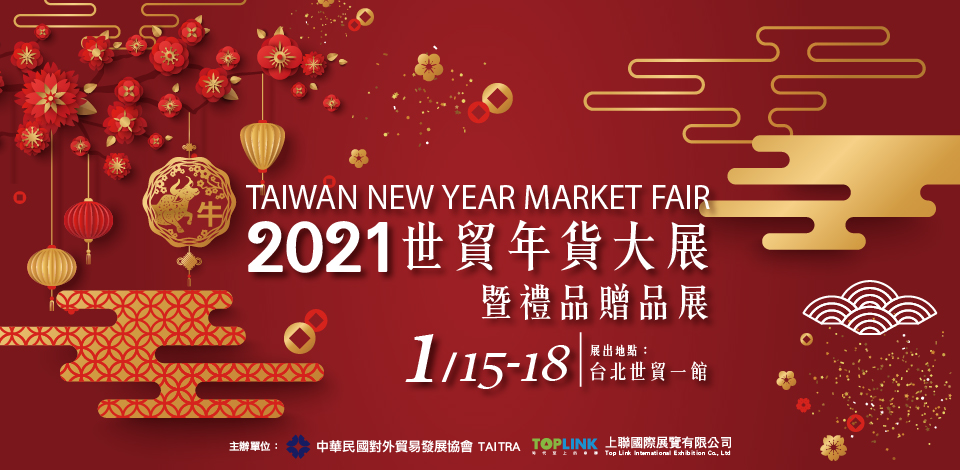 牛
TAIWAN NEW YEAR MARKET FAIR
2021世貿年貨大展
暨禮品贈品展
1/15-18
展出地點：
台北世貿一館
主辦單位： 中華民國對外貿易發展協會 TAITRA TOPLINK 上聯國際展覽有限公司
Top Link International Exhibition Co., Ltd